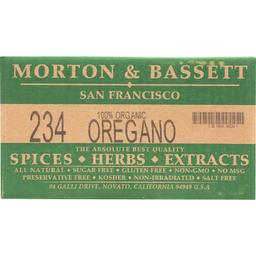 MORTON & BASSETT
SAN FRANCISCO
100% ORGANIC
234 OREGANO
THE ABSOLUTE BEST QUALITY
SPICES • HERBS • EXTRACTS
ALL NATURAL • SUGAR FREE • GLUTEN FREE • NON-GMO • NO MSG
PRESERVATIVE FREE • KOSHER • NON-IRRADIATED • SALT FREE
84 GALLI DRIVE, NOVATO, CALIFORNIA 94949 U.S.A